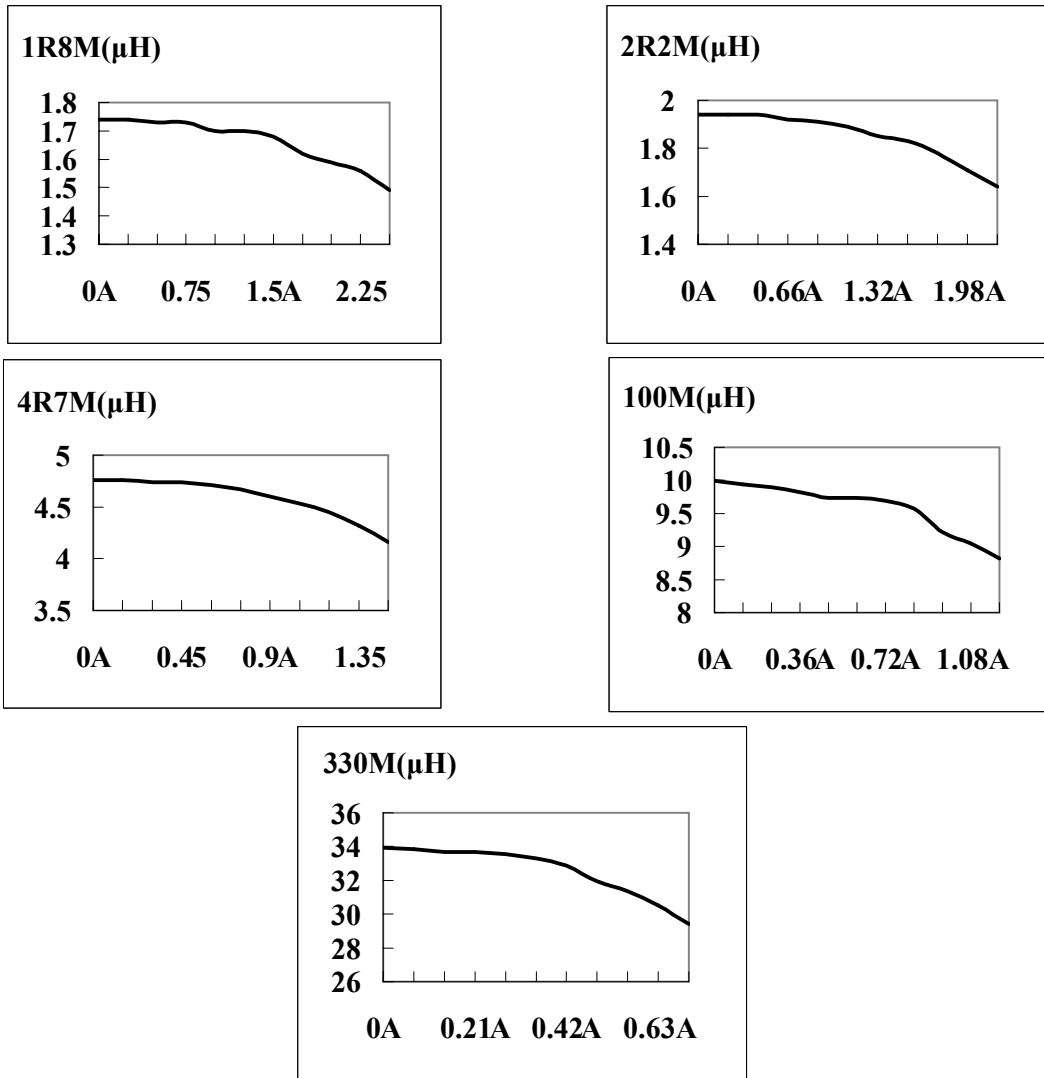 1R8M(μH)
1.8
1.7
1.6
1.5
1.4
1.3
0A 0.75 1.5A 2.25
2R2M(μH)
2
1.8
1.6
1.4
0A 0.66A 1.32A 1.98A
4R7M(μH)
5
4.5
4
3.5
0A 0.45 0.9A 1.35
100M(μH)
10.5
10
9.5
9
8.5
8
0A 0.36A 0.72A 1.08A
330M(μH)
36
34
32
30
28
26
0A 0.21A 0.42A 0.63A